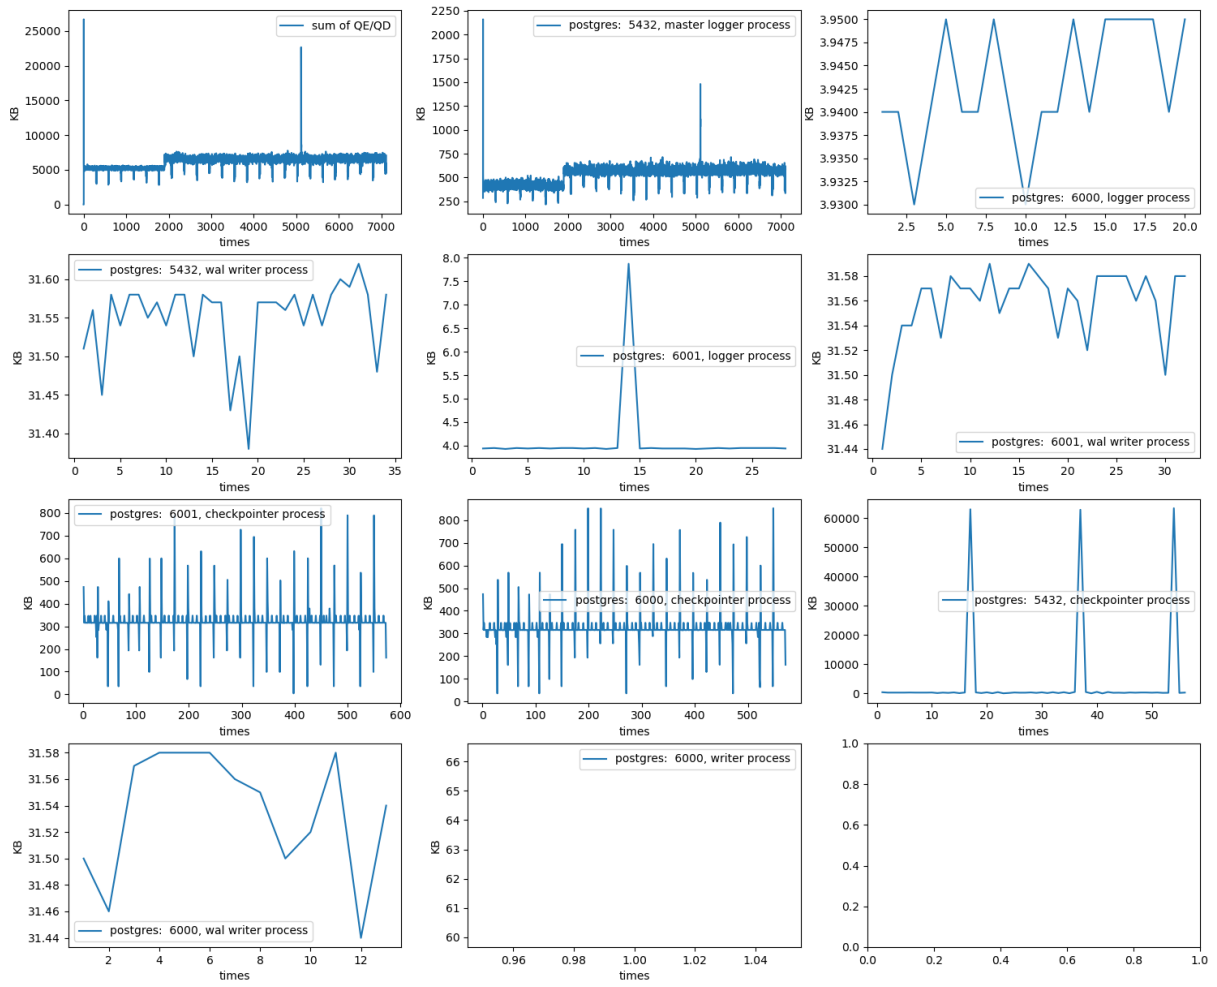 25000
20000
15000
10000
5000
0
KB
sum of QE/QD
0 1000 2000 3000 4000 5000 6000 7000
times
2250
2000
1750
1500
1250
1000
750
500
250
KB
postgres: 5432, master logger process
0 1000 2000 3000 4000 5000 6000 7000
times
3.9500
3.9475
3.9450
3.9425
3.9400
3.9375
3.9350
3.9325
3.9300
KB
postgres: 6000, logger process
2.5 5.0 7.5 10.0 12.5 15.0 17.5 20.0
times
31.60
31.55
31.50
31.45
31.40
KB
postgres: 5432, wal writer process
0 5 10 15 20 25 30 35
times
8.0
7.5
7.0
6.5
6.0
5.5
5.0
4.5
4.0
KB
postgres: 6001, logger process
0 5 10 15 20 25
times
31.58
31.56
31.54
31.52
31.50
31.48
31.46
31.44
KB
postgres: 6001, wal writer process
0 5 10 15 20 25 30
times
800
700
600
500
400
300
200
100
0
KB
postgres: 6001, checkpointer process
0 100 200 300 400 500 600
times
800
700
600
500
400
300
200
100
0
KB
postgres: 6000, checkpointer process
0 100 200 300 400 500
times
60000
50000
40000
30000
20000
10000
0
KB
postgres: 5432, checkpointer process
0 10 20 30 40 50
times
31.58
31.56
31.54
31.52
31.50
31.48
31.46
31.44
KB
postgres: 6000, wal writer process
2 4 6 8 10 12
times
66
65
64
63
62
61
60
KB
postgres: 6000, writer process
0.96 0.98 1.00 1.02 1.04
times
1.0
0.8
0.6
0.4
0.2
0.0
0.0 0.2 0.4 0.6 0.8 1.0